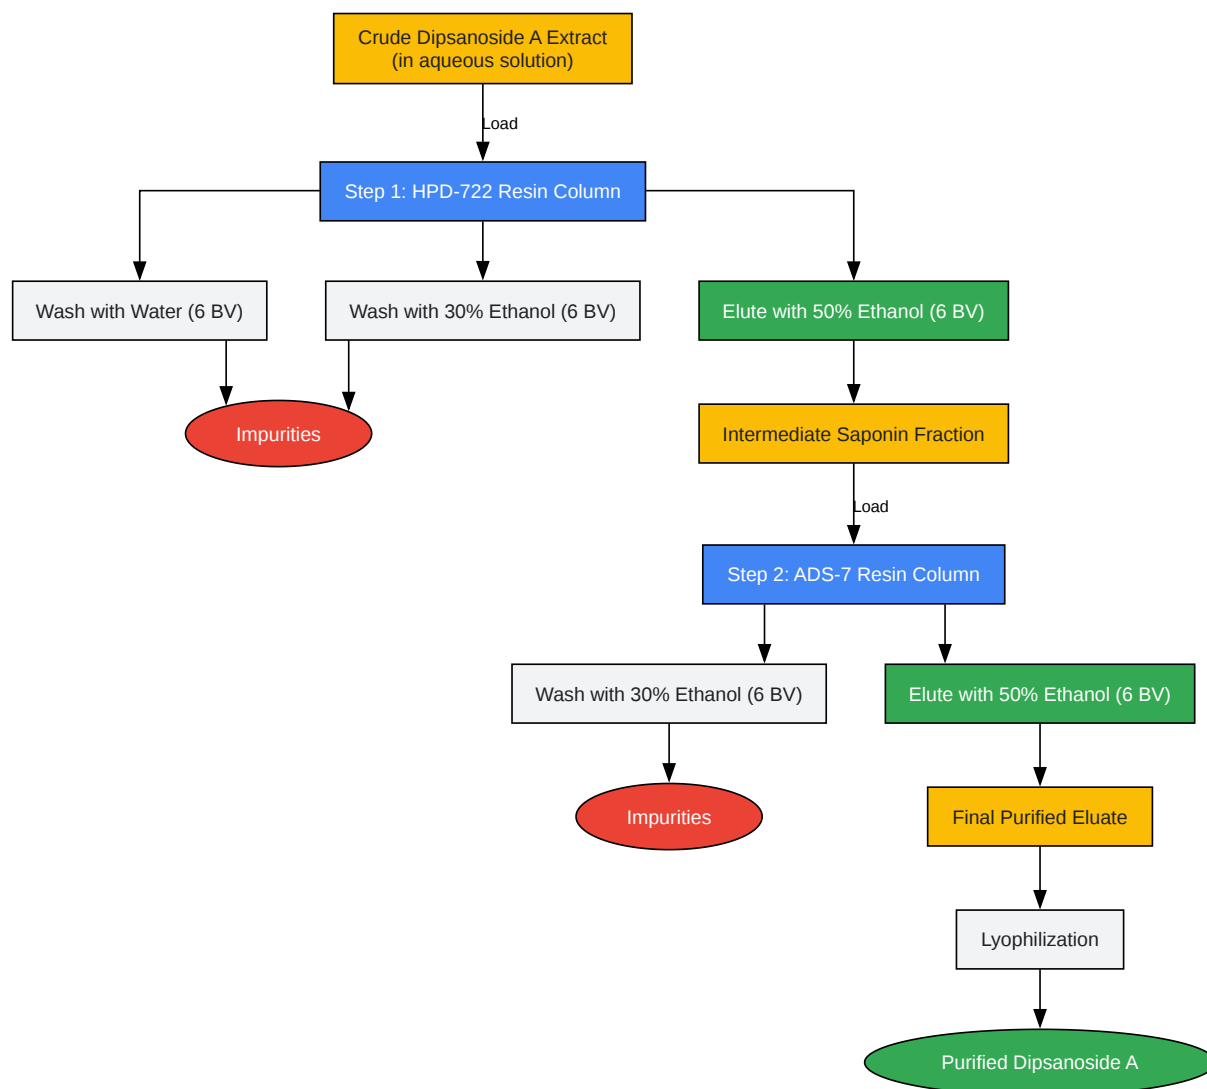 Crude Dipsanoside A Extract
(in aqueous solution)
Load
Step 1: HPD-722 Resin Column
Wash with Water (6 BV)
Wash with 30% Ethanol (6 BV)
Elute with 50% Ethanol (6 BV)
Impurities
Intermediate Saponin Fraction
Load
Step 2: ADS-7 Resin Column
Wash with 30% Ethanol (6 BV)
Elute with 50% Ethanol (6 BV)
Impurities
Final Purified Eluate
Lyophilization
Purified Dipsanoside A